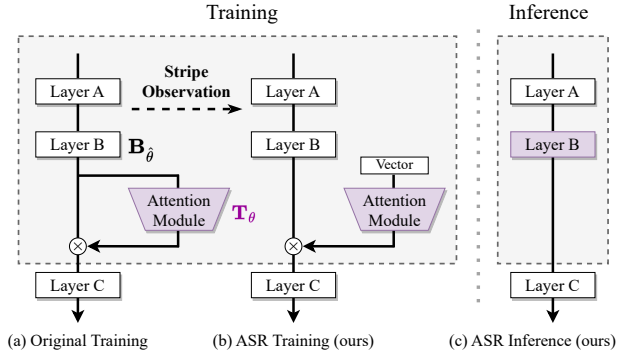 Training
Inference
Layer A
Stripe
Observation
Layer A
Layer A
Layer B
B_θ̂
Layer B
Layer B
Vector
Attention
Module
T_θ
Attention
Module
Layer C
Layer C
Layer C
(a) Original Training
(b) ASR Training (ours)
(c) ASR Inference (ours)